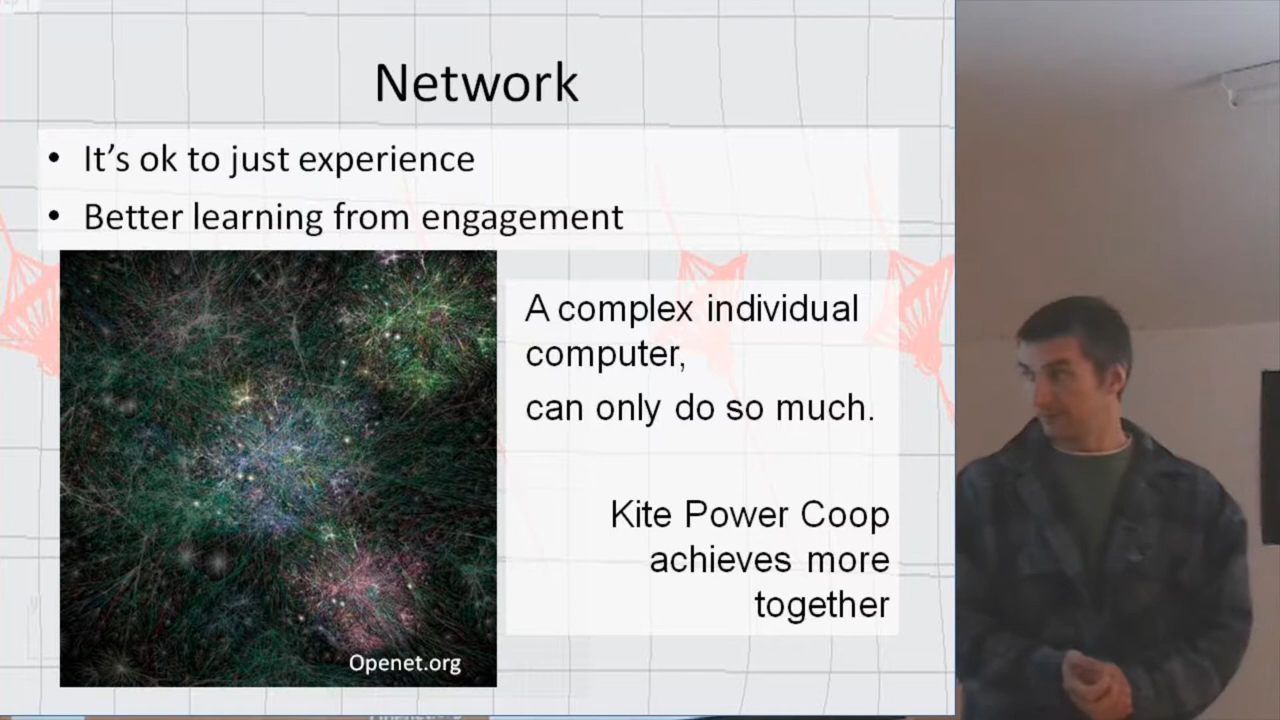 Network
• It's ok to just experience
• Better learning from engagement
A complex individual
computer,
can only do so much.
Kite Power Coop
achieves more
together
Openet.org